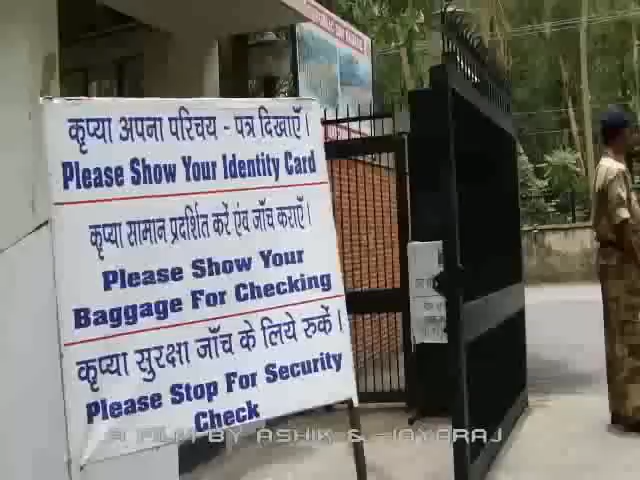 कृप्या अपना परिचय - पत्र दिखाएँ।
Please Show Your Identity Card
कृप्या सामान प्रदर्शित करें एंव जाँच कराएँ।
Please Show Your
Baggage For Checking
कृप्या सुरक्षा जाँच के लिये रुकें।
Please Stop For Security
Check
A FILM BY ASHIK & JAYARAJ